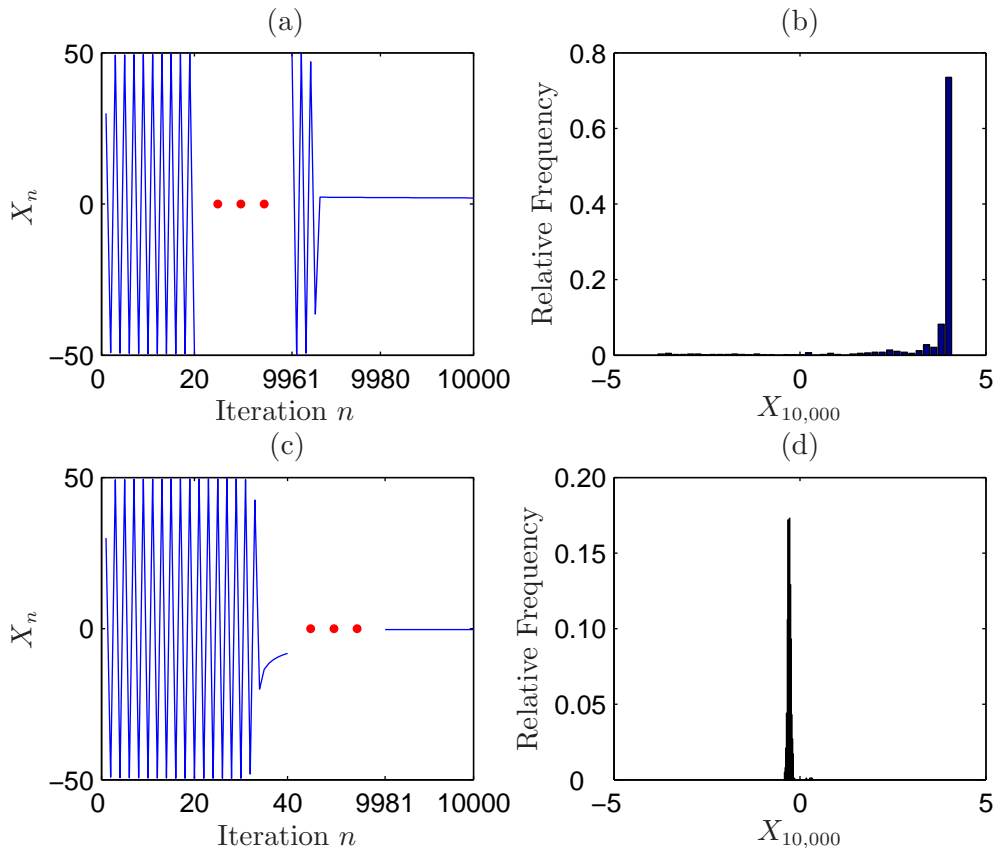 (a)
50
0
−50
X_n
0
20
9961
9980
10000
Iteration n
(b)
0.8
0.6
0.4
0.2
0
Relative Frequency
−5
0
5
X_{10,000}
(c)
50
0
−50
X_n
0
20
40
9981
10000
Iteration n
(d)
0.20
0.15
0.10
0.05
0
Relative Frequency
−5
0
5
X_{10,000}